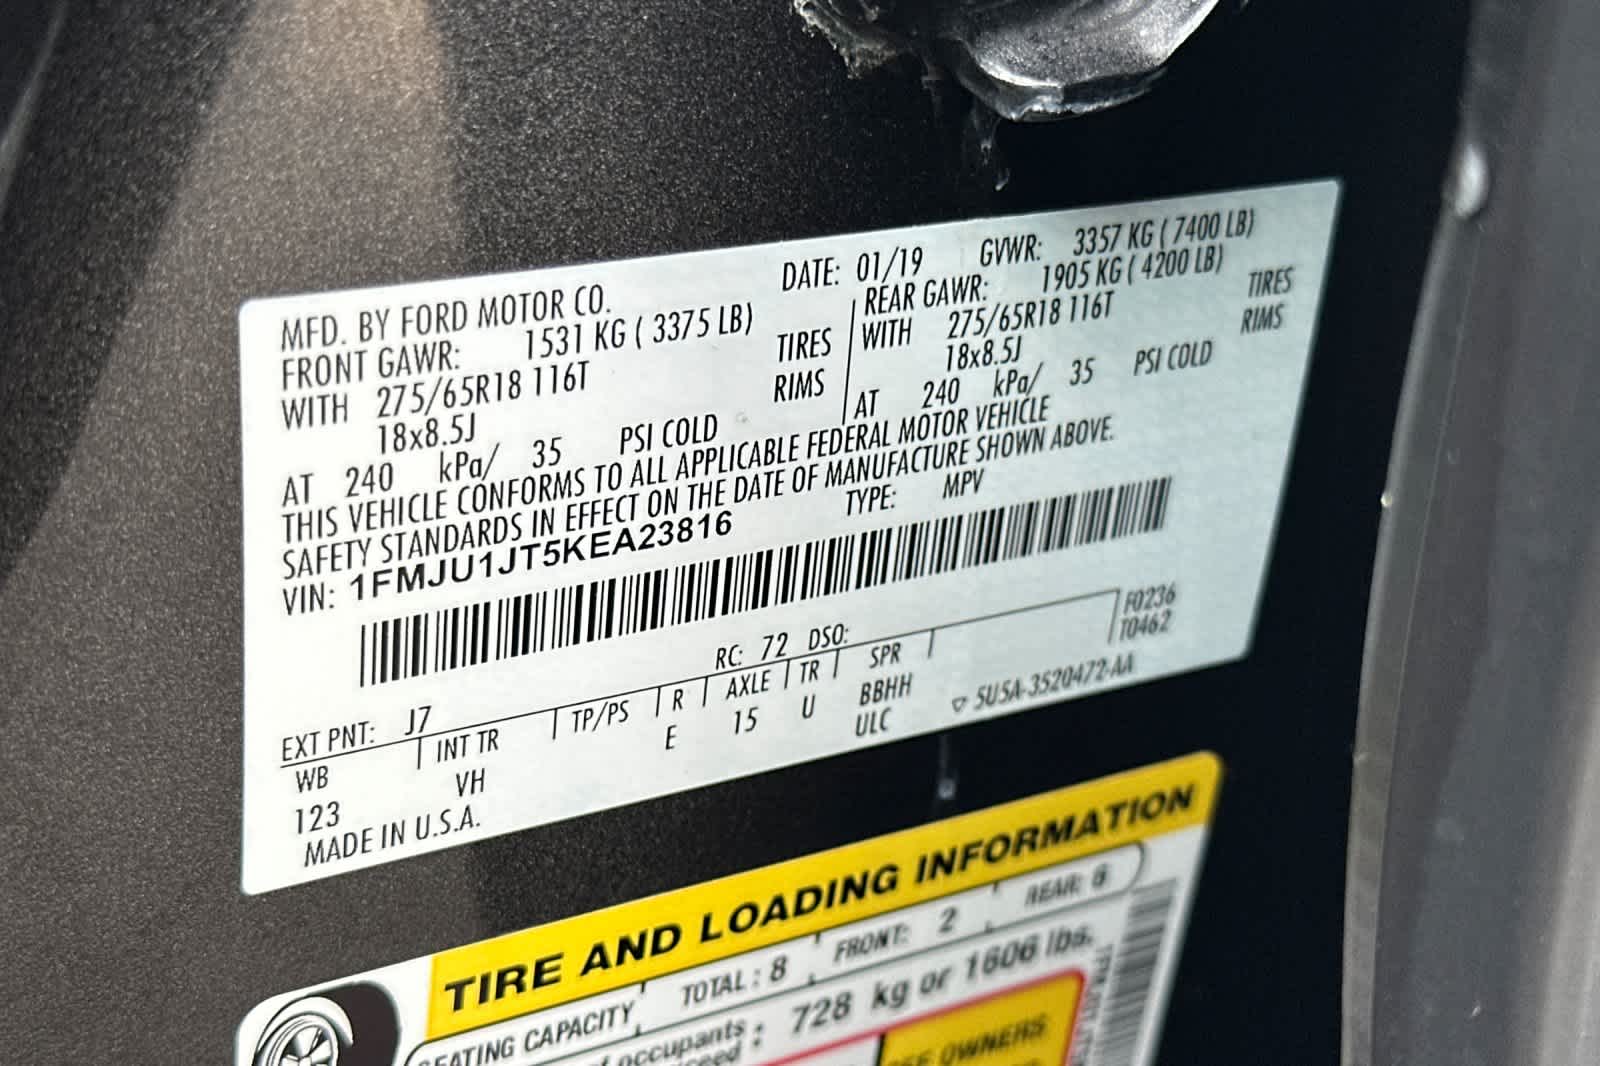 MFD. BY FORD MOTOR CO. DATE: 01/19 GVWR: 3357 KG ( 7400 LB)
FRONT GAWR: 1531 KG ( 3375 LB) REAR GAWR: 1905 KG ( 4200 LB)
WITH 275/65R18 116T TIRES WITH 275/65R18 116T TIRES
18x8.5J RIMS 18x8.5J RIMS
AT 240 kPa/ 35 PSI COLD AT 240 kPa/ 35 PSI COLD
THIS VEHICLE CONFORMS TO ALL APPLICABLE FEDERAL MOTOR VEHICLE
SAFETY STANDARDS IN EFFECT ON THE DATE OF MANUFACTURE SHOWN ABOVE.
VIN: 1FMJU1JT5KEA23816 TYPE: MPV
F0236
T0462
EXT PNT: J7 RC: 72 DSO:
WB INT TR TP/PS R AXLE TR SPR
123 VH E 15 U BBHH
ULC
MADE IN U.S.A. ▽ 5U5A-3520472-AA
TIRE AND LOADING INFORMATION
SEATING CAPACITY TOTAL : 8 FRONT: 2 REAR: 6
of occupants : 728 kg or 1606 lbs.
OWNERS